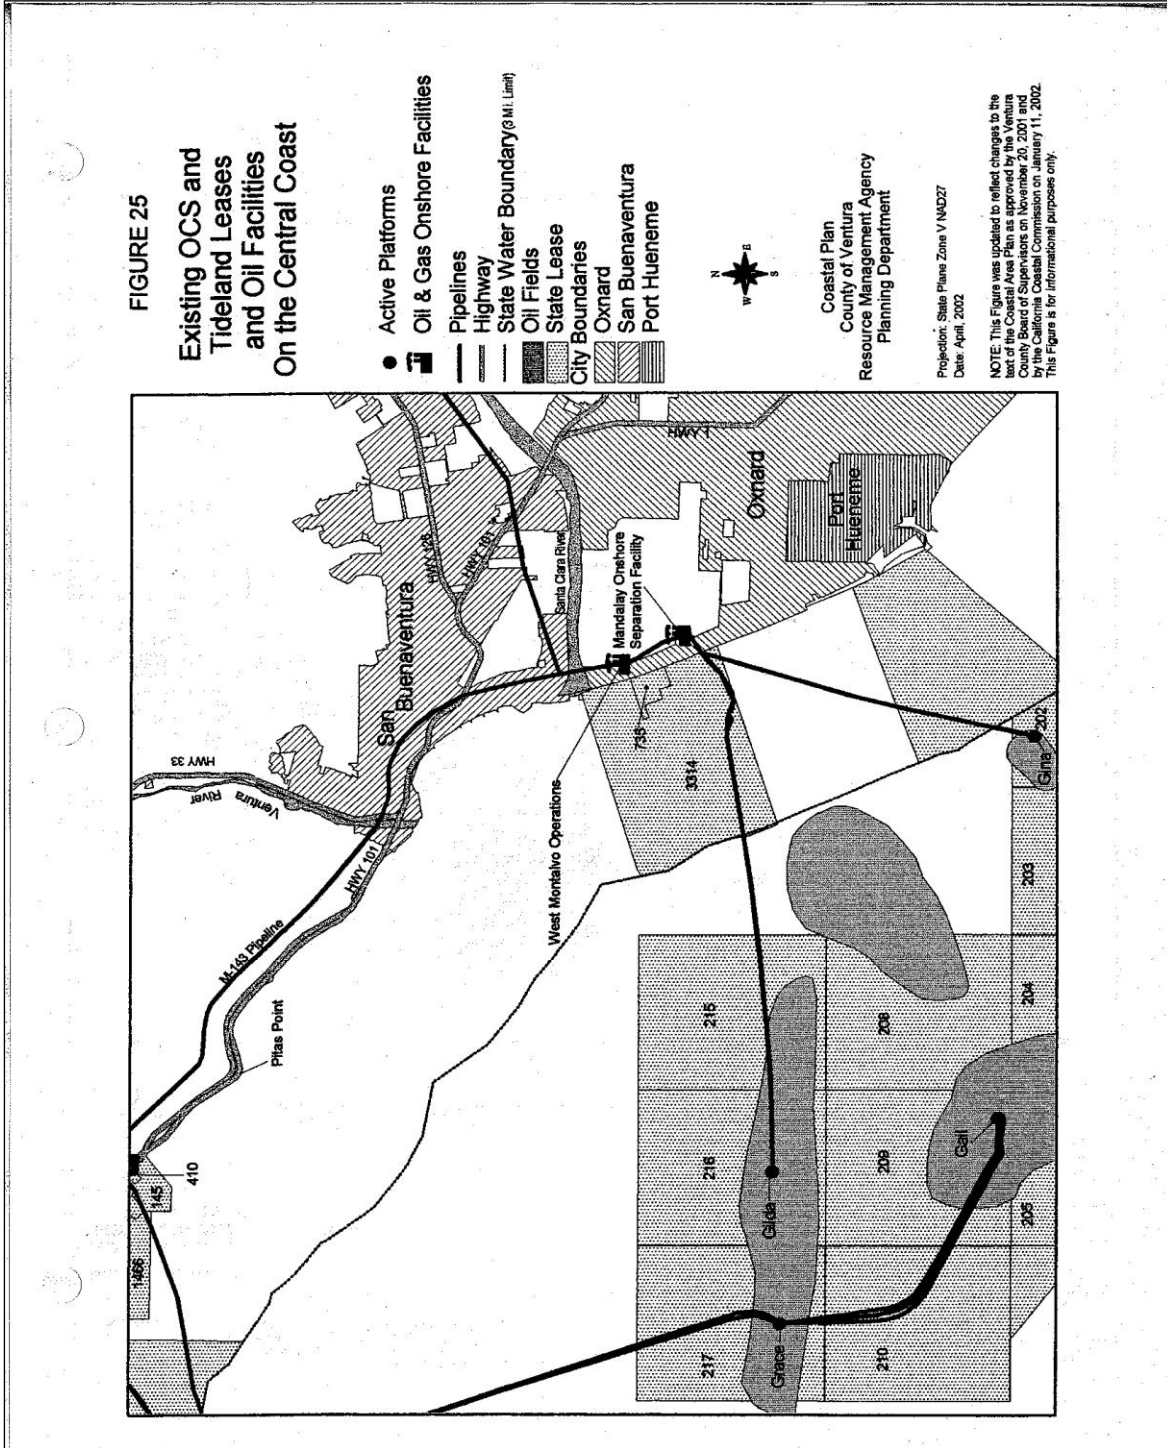 FIGURE 25
Existing OCS and
Tideland Leases
and Oil Facilities
On the Central Coast
Active Platforms
Oil & Gas Onshore Facilities
Pipelines
Highway
State Water Boundary (3 Mi. Limit)
Oil Fields
State Lease
City Boundaries
Oxnard
San Buenaventura
Port Hueneme
N
W
E
S
Coastal Plan
County of Ventura
Resource Management Agency
Planning Department
Projection: State Plane Zone V NAD27
Date: April, 2002
NOTE: This Figure was updated to reflect changes to the
text of the Coastal Area Plan as approved by the Ventura
County Board of Supervisors on November 20, 2001 and
by the California Coastal Commission on January 11, 2002.
This Figure is for informational purposes only.
1466
145
410
Pitas Point
M-143 Pipeline
HWY 101
Ventura
River
HWY 33
San
Buenaventura
HWY 126
HWY 101
Santa Clara River
West Montalvo Operations
Mandalay Onshore
Separation Facility
735
3314
HWY 1
Oxnard
Port
Hueneme
217
216
215
Grace
Gilda
210
209
208
Gail
205
204
203
Gina
202